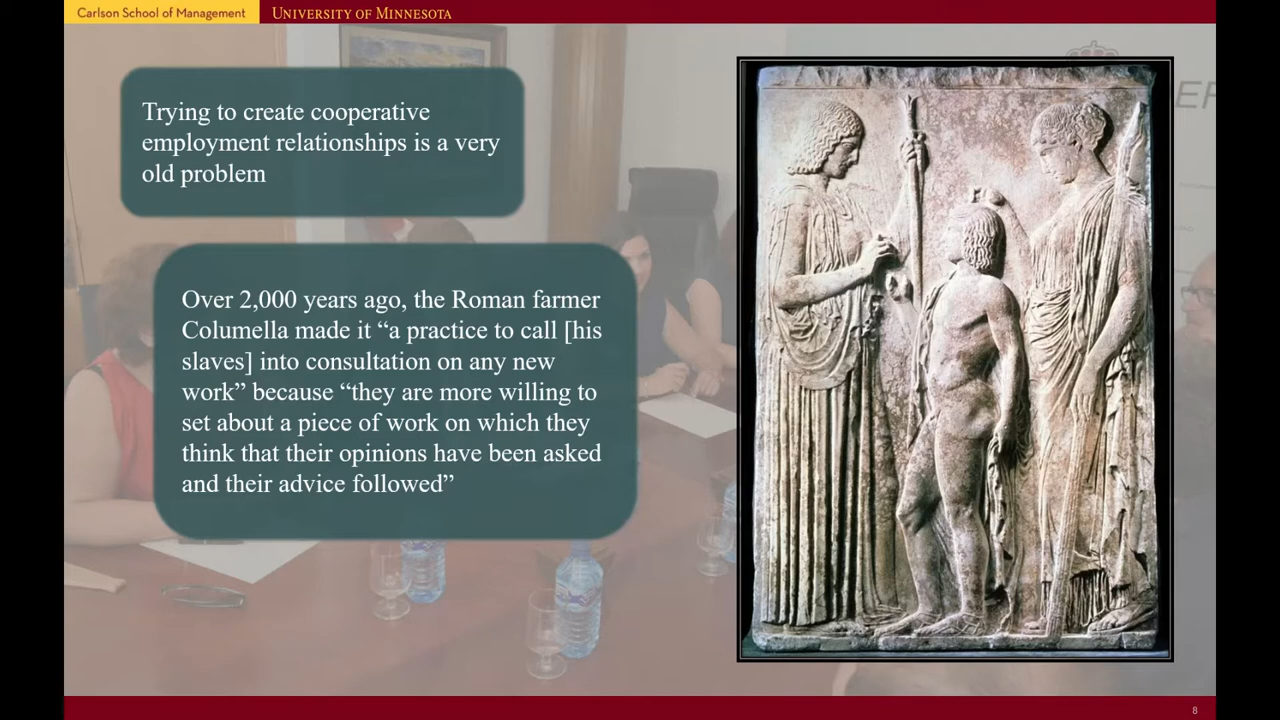 Carlson School of Management
UNIVERSITY OF MINNESOTA
Trying to create cooperative
employment relationships is a very
old problem
Over 2,000 years ago, the Roman farmer
Columella made it “a practice to call [his
slaves] into consultation on any new
work” because “they are more willing to
set about a piece of work on which they
think that their opinions have been asked
and their advice followed”
8